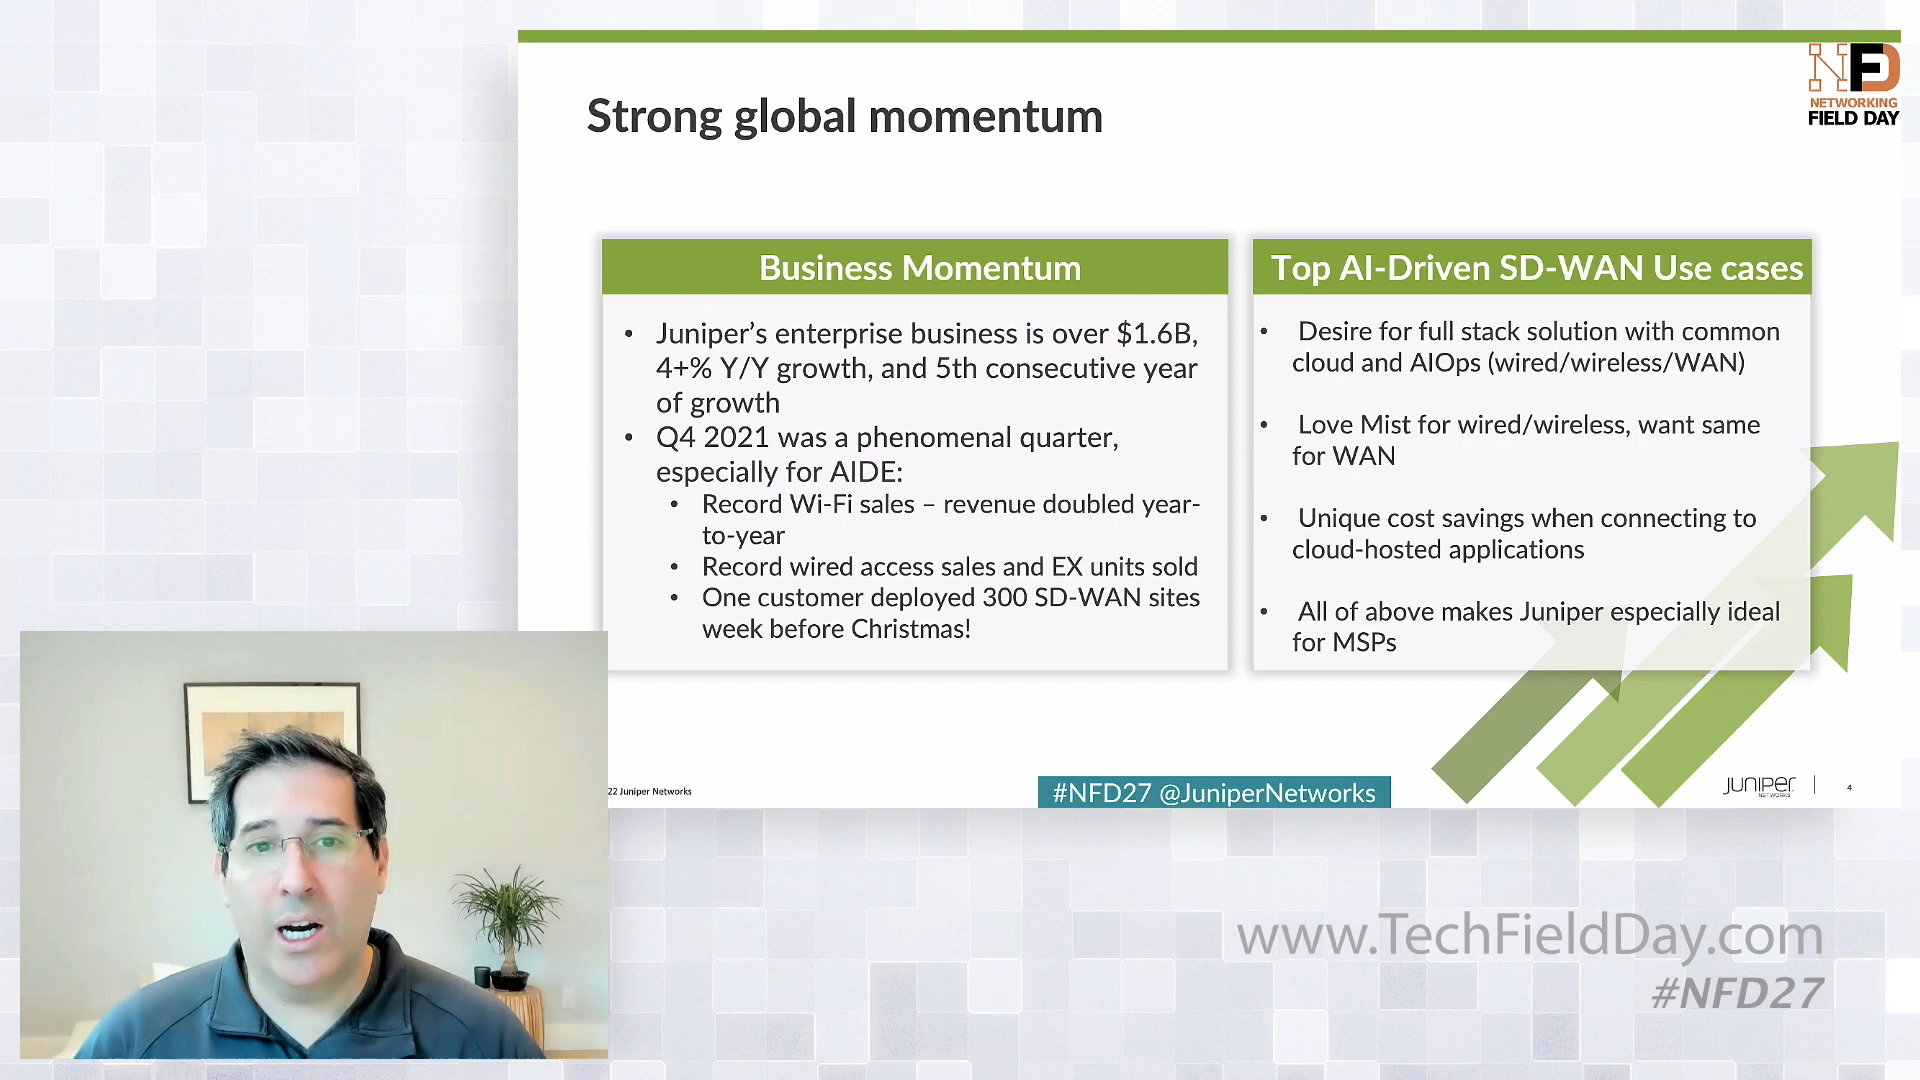 NFD
NETWORKING
FIELD DAY
Strong global momentum
Business Momentum
• Juniper’s enterprise business is over $1.6B,
4+% Y/Y growth, and 5th consecutive year
of growth
• Q4 2021 was a phenomenal quarter,
especially for AIDE:
• Record Wi-Fi sales – revenue doubled year-
to-year
• Record wired access sales and EX units sold
• One customer deployed 300 SD-WAN sites
week before Christmas!
Top AI-Driven SD-WAN Use cases
• Desire for full stack solution with common
cloud and AIOps (wired/wireless/WAN)
• Love Mist for wired/wireless, want same
for WAN
• Unique cost savings when connecting to
cloud-hosted applications
• All of above makes Juniper especially ideal
for MSPs
22 Juniper Networks
#NFD27 @JuniperNetworks
JUNIPER
NETWORKS
4
www.TechFieldDay.com
#NFD27